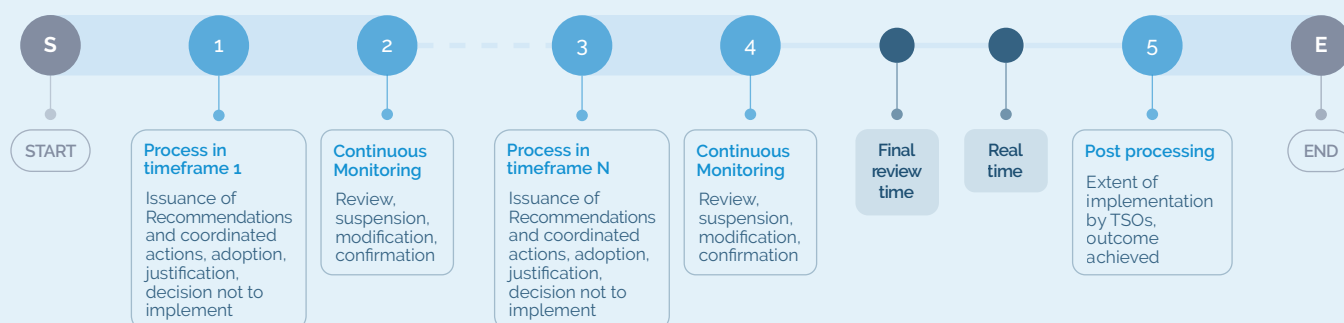 S
1
2
3
4
5
E
START
Process in
timeframe 1
Issuance of
Recommendations
and coordinated
actions, adoption,
justification,
decision not to
implement
Continuous
Monitoring
Review,
suspension,
modification,
confirmation
Process in
timeframe N
Issuance of
Recommendations
and coordinated
actions, adoption,
justification,
decision not to
implement
Continuous
Monitoring
Review,
suspension,
modification,
confirmation
Final
review
time
Real
time
Post processing
Extent of
implementation
by TSOs,
outcome
achieved
END